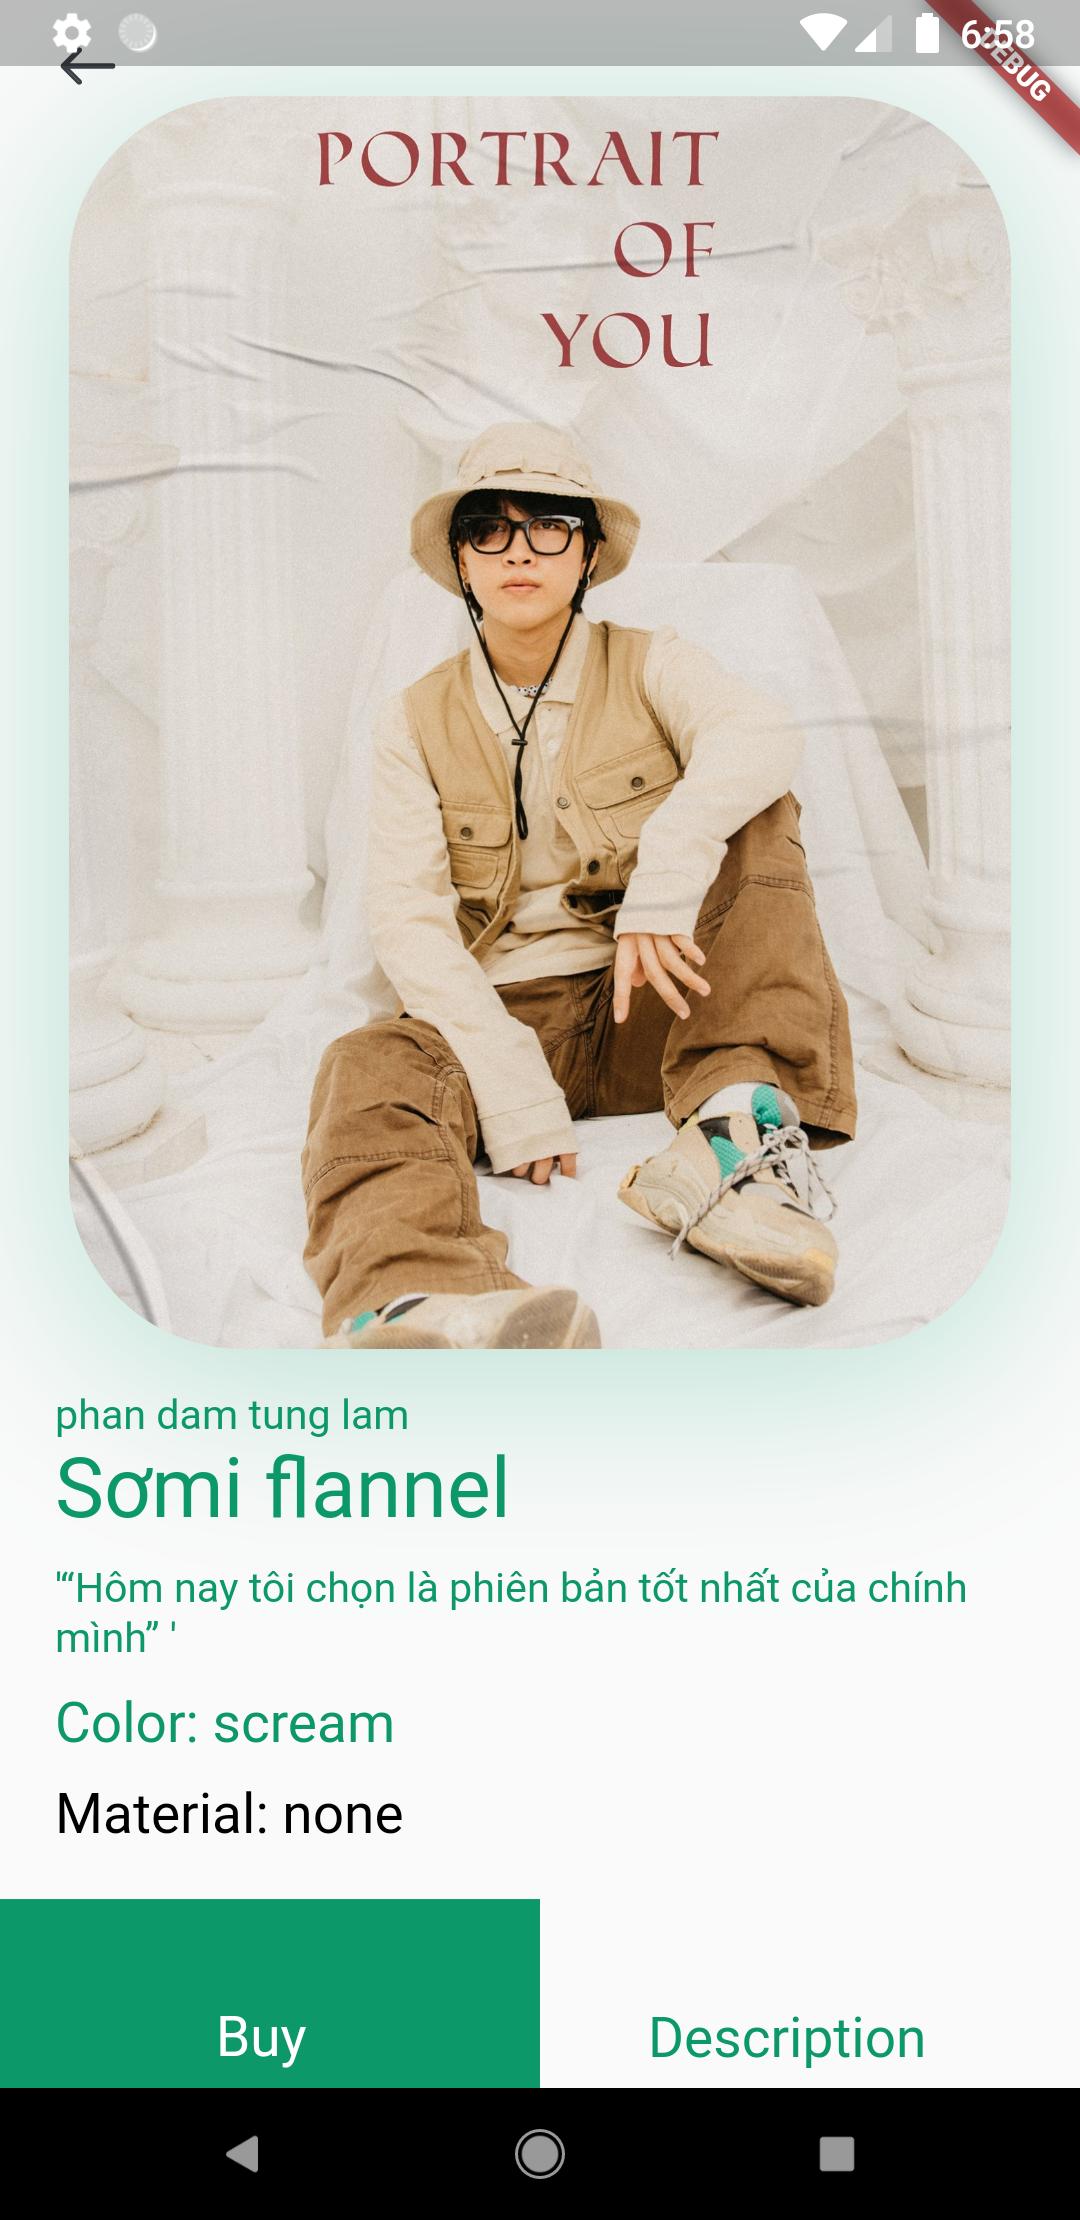 6:58
DEBUG
PORTRAIT
OF
YOU
phan dam tung lam
Sơmi flannel
'“Hôm nay tôi chọn là phiên bản tốt nhất của chính
mình” '
Color: scream
Material: none
Buy
Description